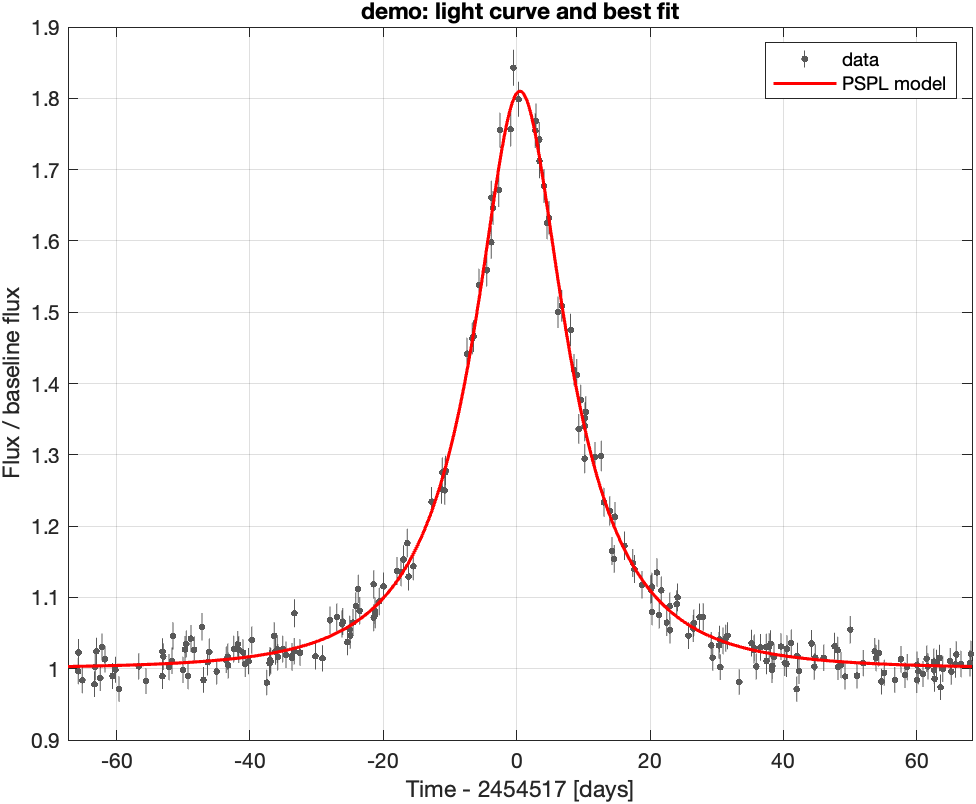 demo: light curve and best fit
1.9
data
PSPL model
1.8
1.7
1.6
1.5
1.4
1.3
1.2
1.1
1
0.9
Flux / baseline flux
-60 -40 -20 0 20 40 60
Time - 2454517 [days]